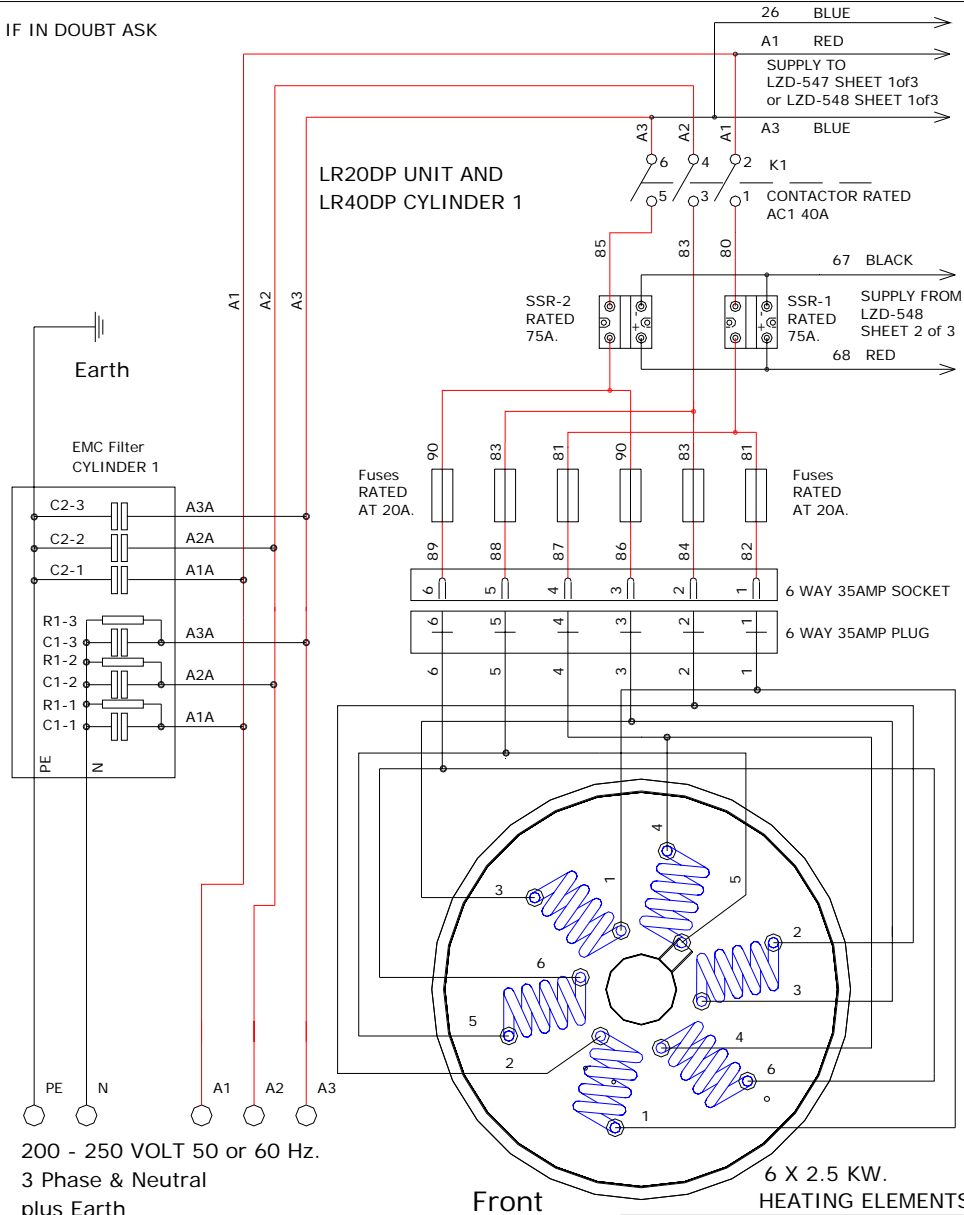 IF IN DOUBT ASK
26 BLUE
A1 RED
SUPPLY TO
LZD-547 SHEET 1of3
or LZD-548 SHEET 1of3
A3 BLUE
A3
A2
A1
6
4
2
K1
5
3
1
CONTACTOR RATED
AC1 40A
LR20DP UNIT AND
LR40DP CYLINDER 1
85
83
80
67 BLACK
SUPPLY FROM
LZD-548
SHEET 2 of 3
68 RED
SSR-2
RATED
75A.
- +
- +
SSR-1
RATED
75A.
A1
A2
A3
Earth
EMC Filter
CYLINDER 1
C2-3
A3A
C2-2
A2A
C2-1
A1A
R1-3
C1-3
A3A
R1-2
C1-2
A2A
R1-1
C1-1
A1A
PE
N
Fuses
RATED
AT 20A.
90
83
81
90
83
81
Fuses
RATED
AT 20A.
89
88
87
86
84
82
6
5
4
3
2
1
6 WAY 35AMP SOCKET
6
5
4
3
2
1
6 WAY 35AMP PLUG
6
5
4
3
2
1
4
1
5
3
2
6
3
5
4
2
6
1
PE
N
A1
A2
A3
200 - 250 VOLT 50 or 60 Hz.
3 Phase & Neutral
plus Earth
Front
6 X 2.5 KW.
HEATING ELEMENTS